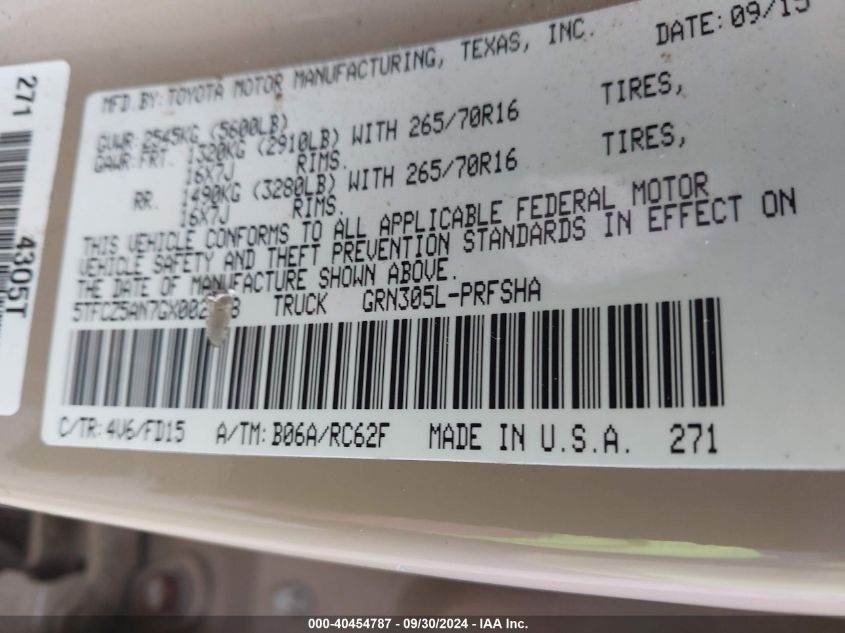 MFD.BY:TOYOTA MOTOR MANUFACTURING, TEXAS, INC. DATE:09/15
GVWR:2545KG (5600LB)
GAWR:FRT. 1320KG (2910LB) WITH 265/70R16 TIRES,
16X7J RIMS.
RR. 1490KG (3280LB) WITH 265/70R16 TIRES,
16X7J RIMS.
THIS VEHICLE CONFORMS TO ALL APPLICABLE FEDERAL MOTOR
VEHICLE SAFETY AND THEFT PREVENTION STANDARDS IN EFFECT ON
THE DATE OF MANUFACTURE SHOWN ABOVE.
TRUCK GRN305L-PRFSHA
C/TR:4V6/FD15 A/TM:B06A/RC62F MADE IN U.S.A. 271
271
4305T
000-40454787 - 09/30/2024 - IAA Inc.